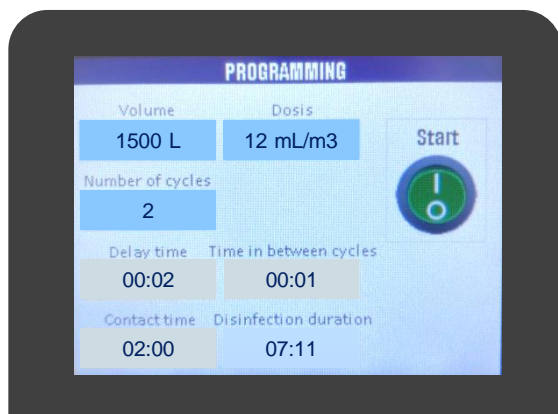 PROGRAMMING
Volume Dosis
1500 L 12 mL/m3 Start
Number of cycles
2
Delay time Time in between cycles
00:02 00:01
Contact time Disinfection duration
02:00 07:11